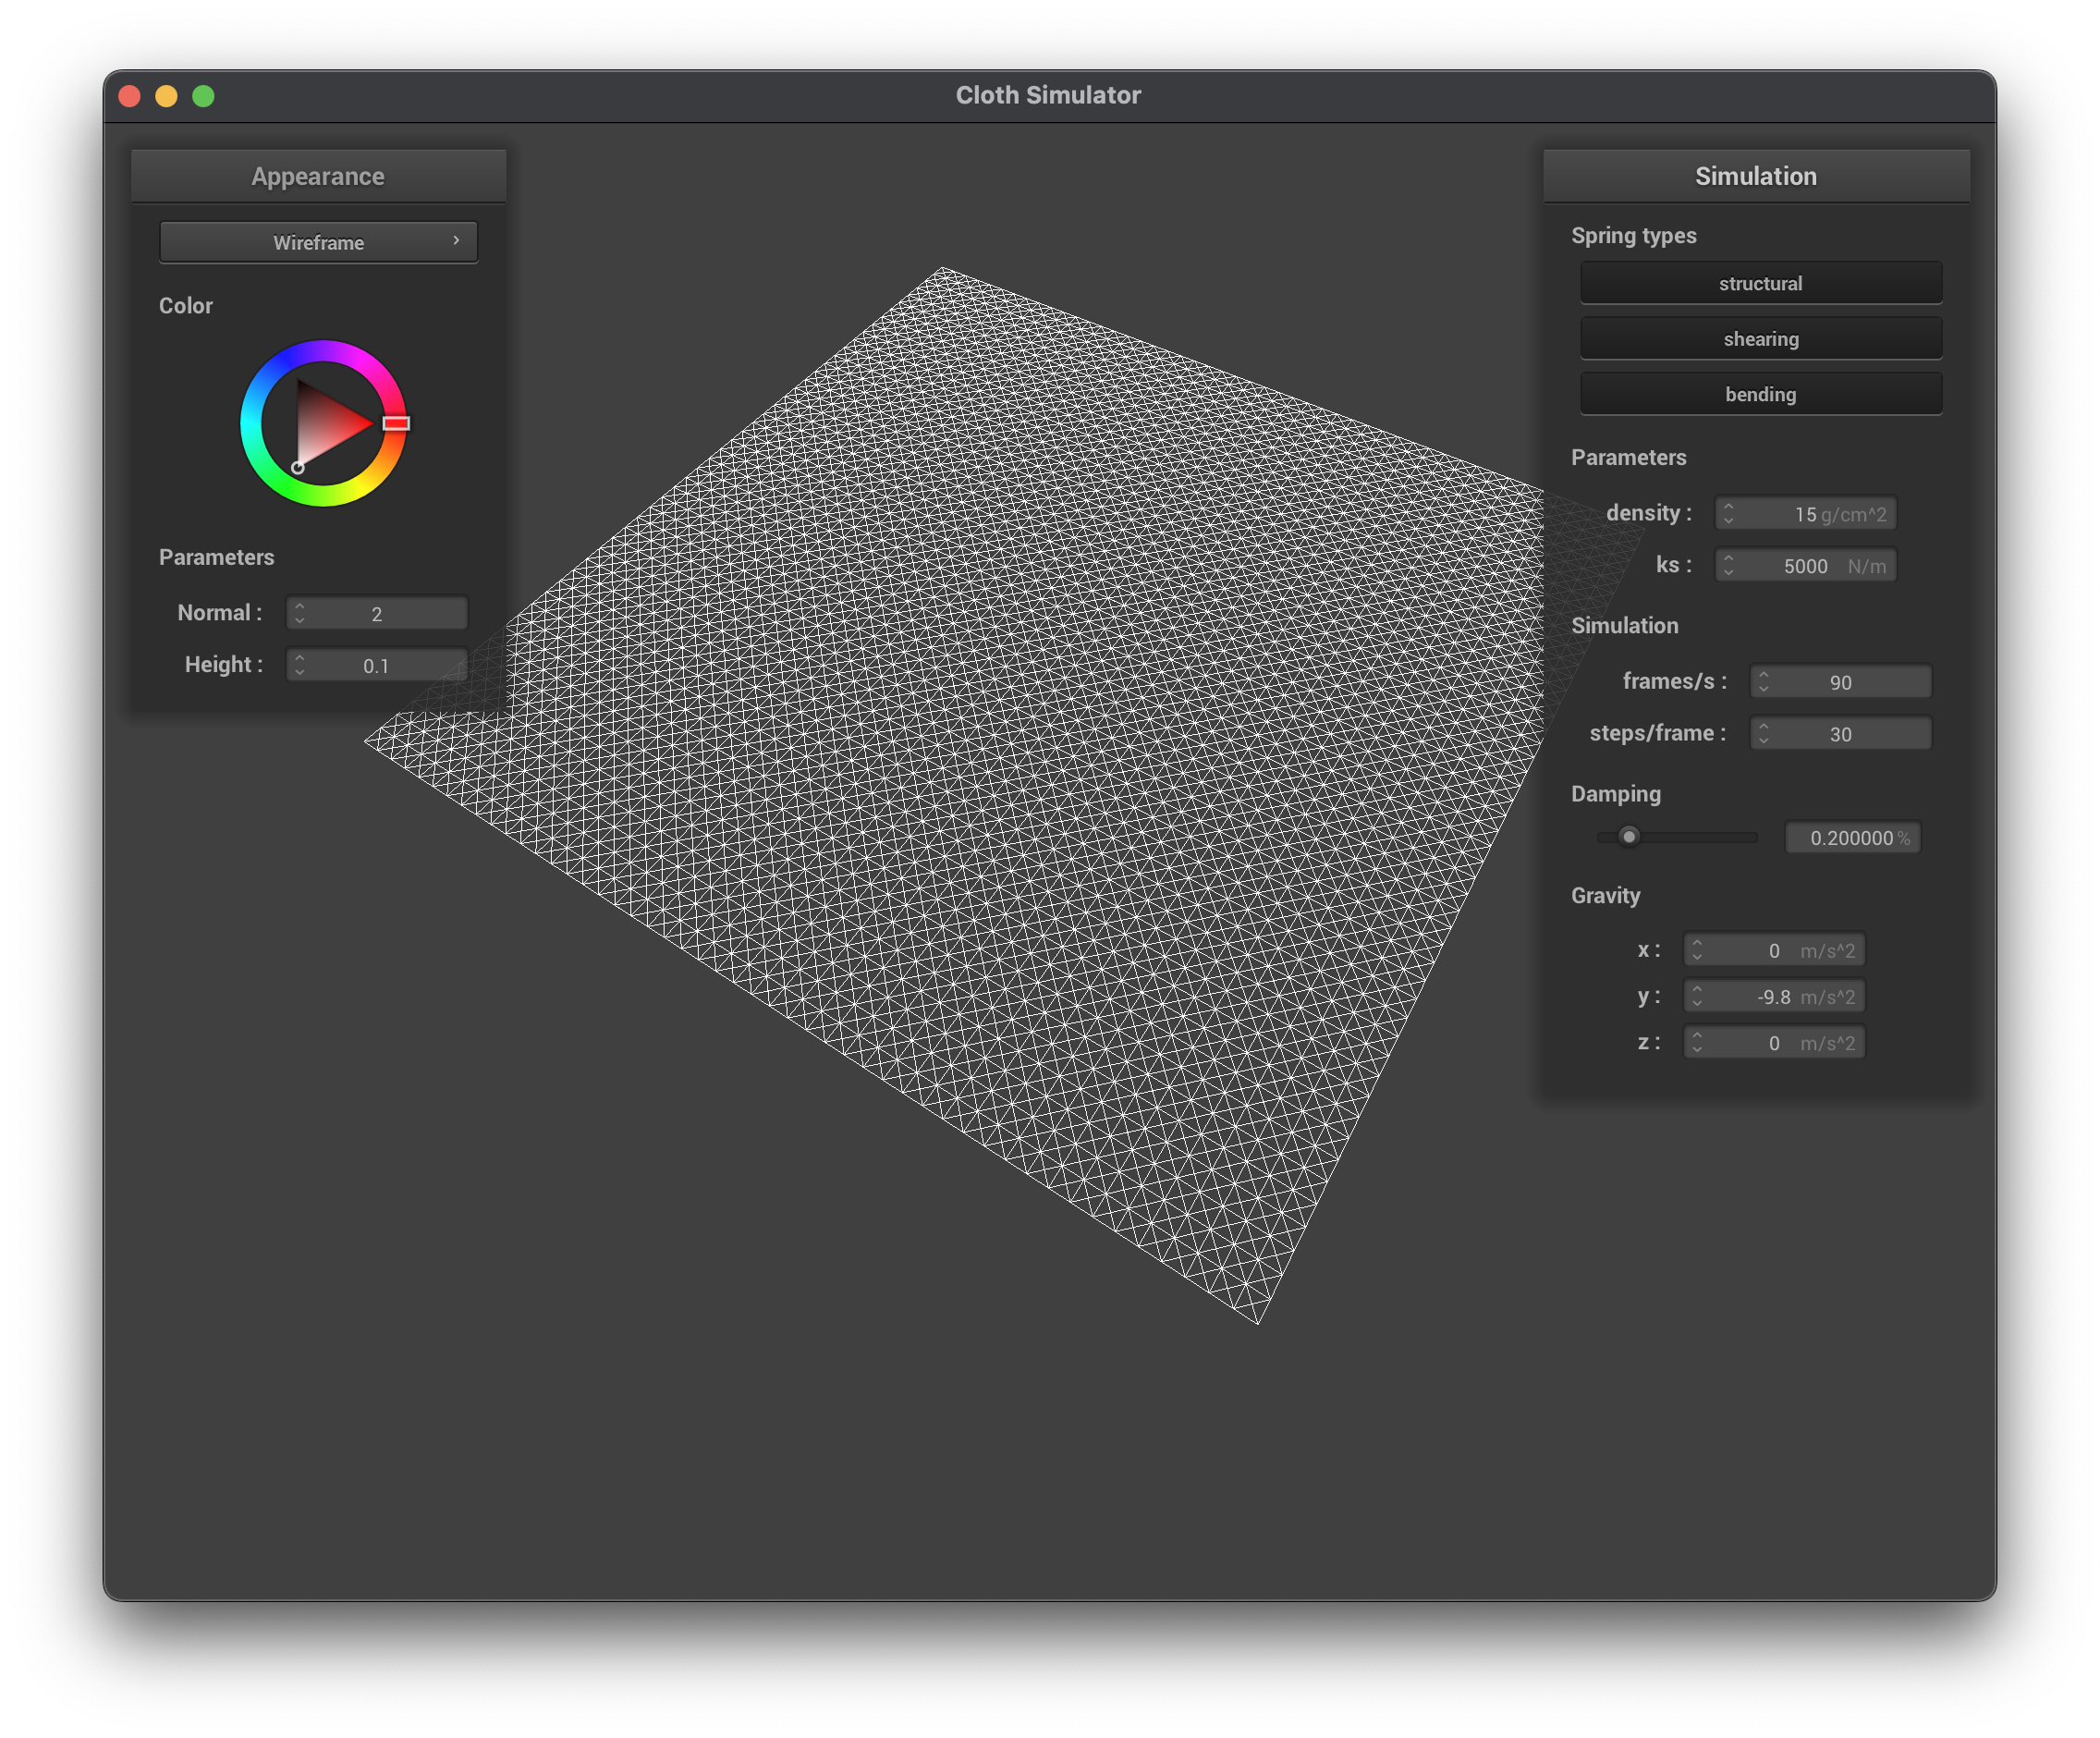 Cloth Simulator
Appearance
Wireframe
Color
Parameters
Normal : 2
Height : 0.1
Simulation
Spring types
structural
shearing
bending
Parameters
density : 15 g/cm^2
ks : 5000 N/m
Simulation
frames/s : 90
steps/frame : 30
Damping
0.200000 %
Gravity
x : 0 m/s^2
y : -9.8 m/s^2
z : 0 m/s^2